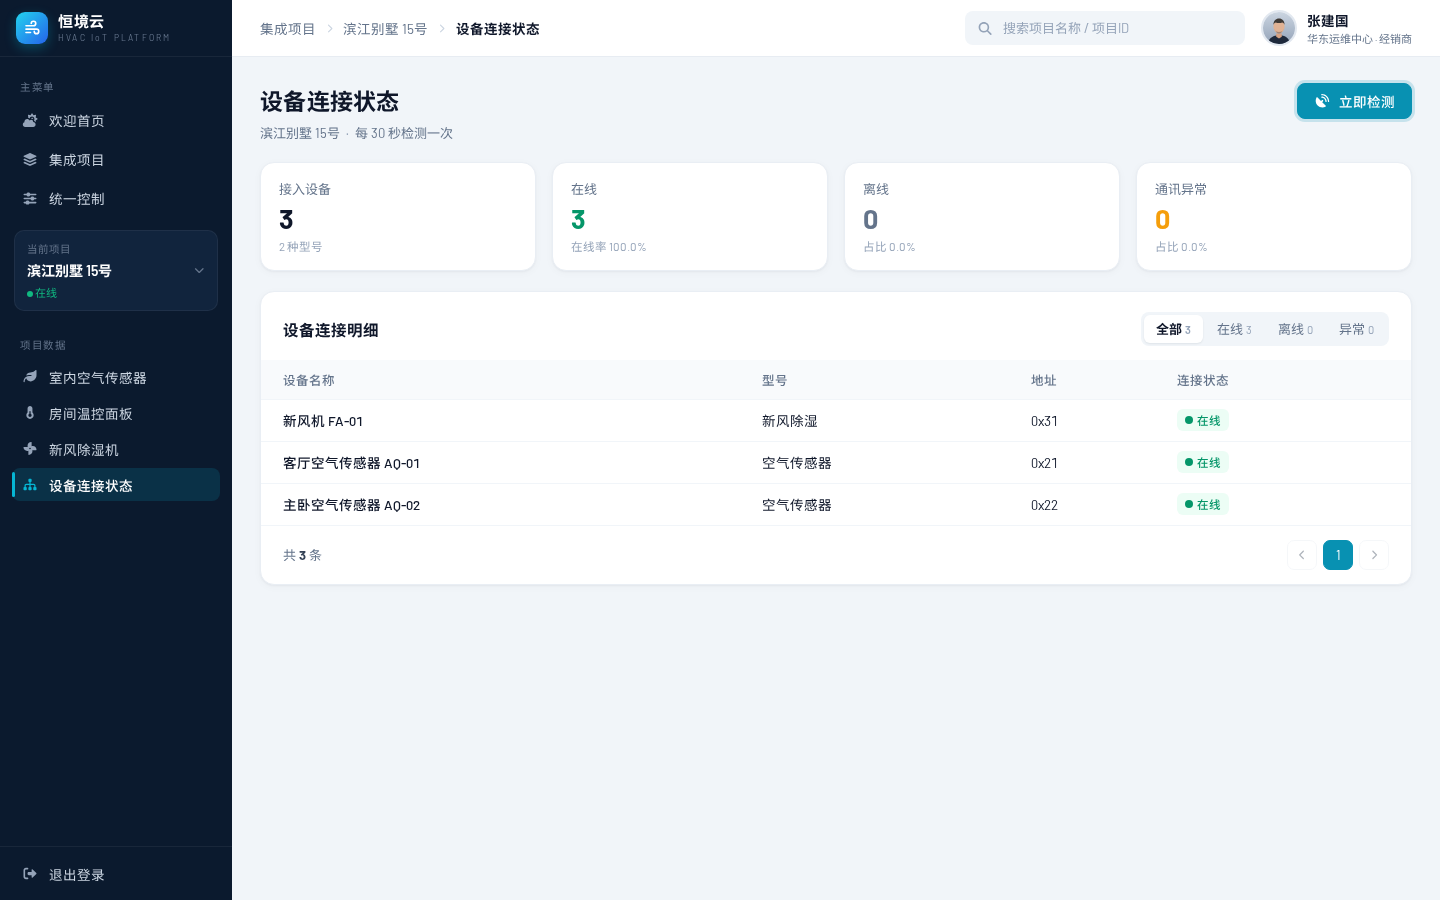 恒境云
HVAC IoT PLATFORM
主菜单
欢迎首页
集成项目
统一控制
当前项目
滨江别墅 15号
在线
项目数据
室内空气传感器
房间温控面板
新风除湿机
设备连接状态
退出登录
集成项目 滨江别墅 15号 设备连接状态
搜索项目名称 / 项目ID
张建国
华东运维中心 · 经销商
设备连接状态
滨江别墅 15号 · 每 30 秒检测一次
立即检测
接入设备
3
2 种型号
在线
3
在线率 100.0%
离线
0
占比 0.0%
通讯异常
0
占比 0.0%
设备连接明细
全部 3 在线 3 离线 0 异常 0
设备名称 型号 地址 连接状态
新风机 FA-01 新风除湿 0x31 在线
客厅空气传感器 AQ-01 空气传感器 0x21 在线
主卧空气传感器 AQ-02 空气传感器 0x22 在线
共 3 条
1